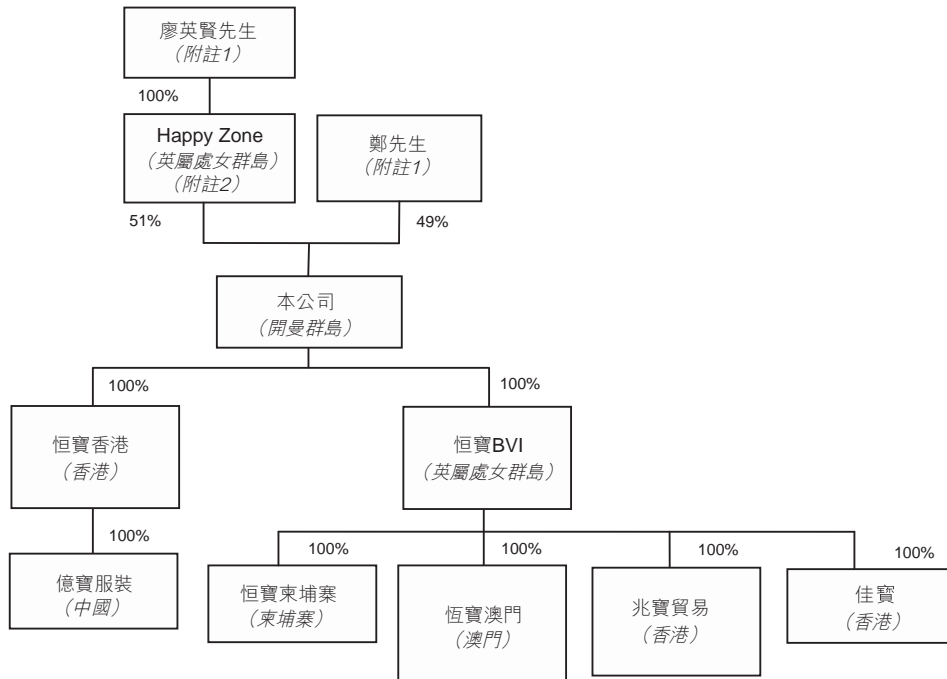 廖英賢先生
（附註1）
100%
Happy Zone
（英屬處女群島）
（附註2）
鄭先生
（附註1）
51%
49%
本公司
（開曼群島）
100%
100%
恒寶香港
（香港）
恒寶BVI
（英屬處女群島）
100%
100%
100%
100%
100%
億寶服裝
（中國）
恒寶柬埔寨
（柬埔寨）
恆寶澳門
（澳門）
兆寶貿易
（香港）
佳寶
（香港）